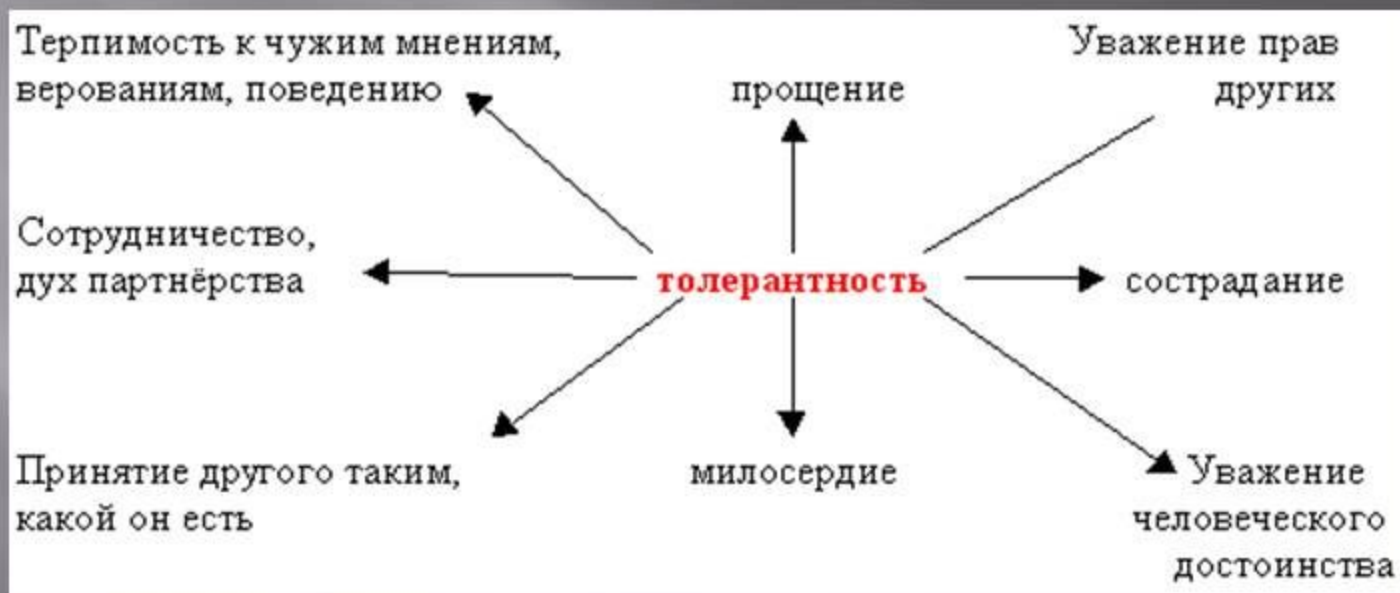 Терпимость к чужим мнениям,
верованиям, поведению
прощение
Уважение прав
других
Сотрудничество,
дух партнёрства
толерантность
сострадание
Принятие другого таким,
какой он есть
милосердие
Уважение
человеческого
достоинства